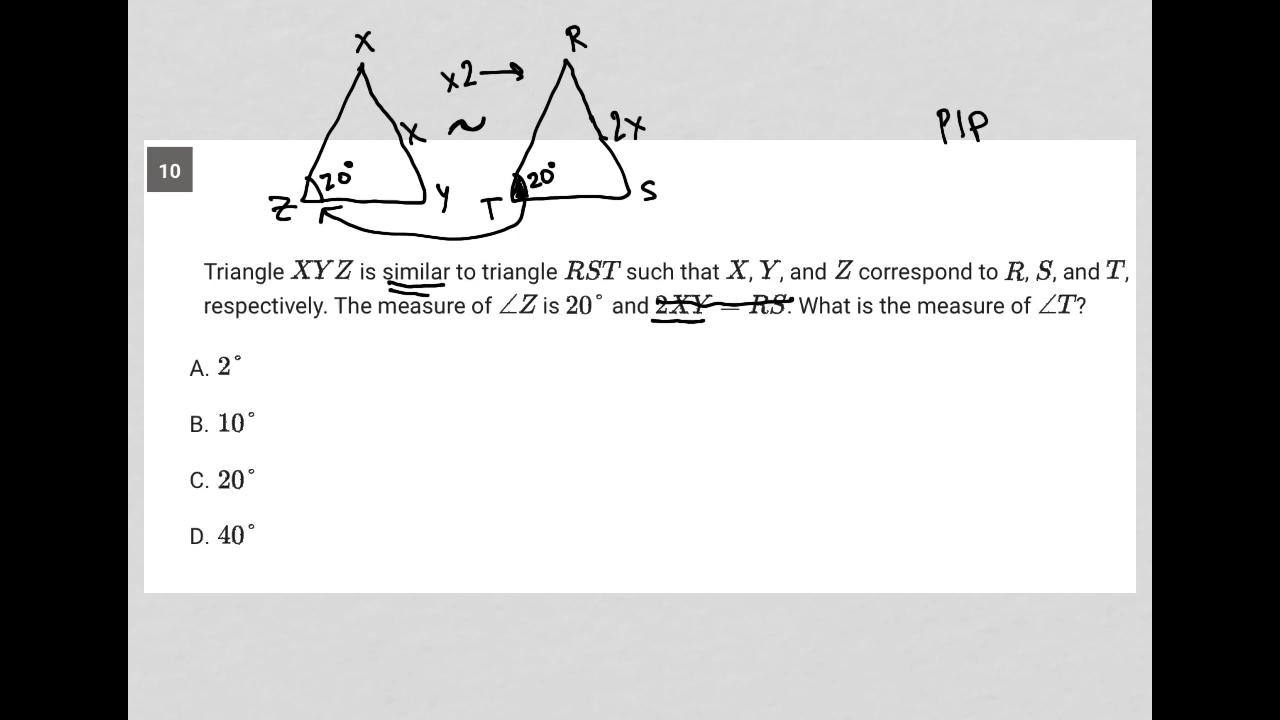 X
R
x2
x ~ 2x
PIP
10
20° 20°
Z Y T S
Triangle XYZ is similar to triangle RST such that X, Y, and Z correspond to R, S, and T,
respectively. The measure of ∠Z is 20° and 2XY = RS. What is the measure of ∠T?
A. 2°
B. 10°
C. 20°
D. 40°